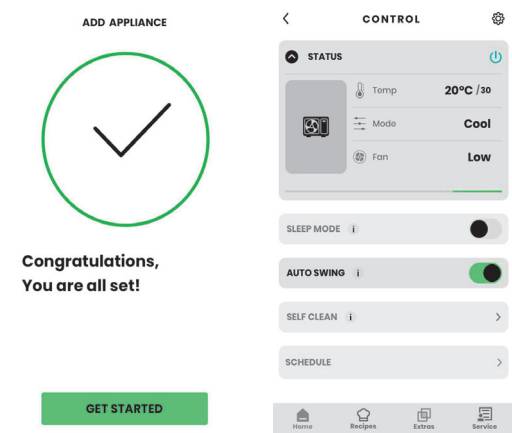 ADD APPLIANCE
Congratulations,
You are all set!
GET STARTED
CONTROL
STATUS
Temp 20°C /30
Mode Cool
Fan Low
SLEEP MODE i
AUTO SWING i
SELF CLEAN i
SCHEDULE
Home Recipes Extras Service